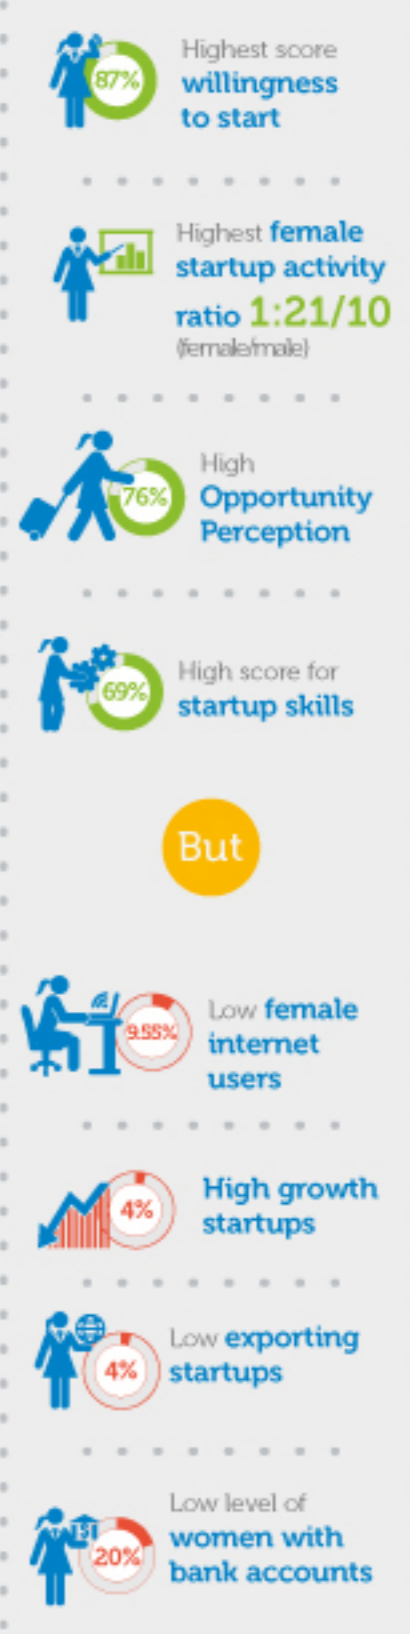 87%
Highest score
willingness
to start
Highest female
startup activity
ratio 1:21/10
(female/male)
76%
High
Opportunity
Perception
69%
High score for
startup skills
But
9.55%
Low female
internet
users
4%
High growth
startups
4%
Low exporting
startups
20%
Low level of
women with
bank accounts